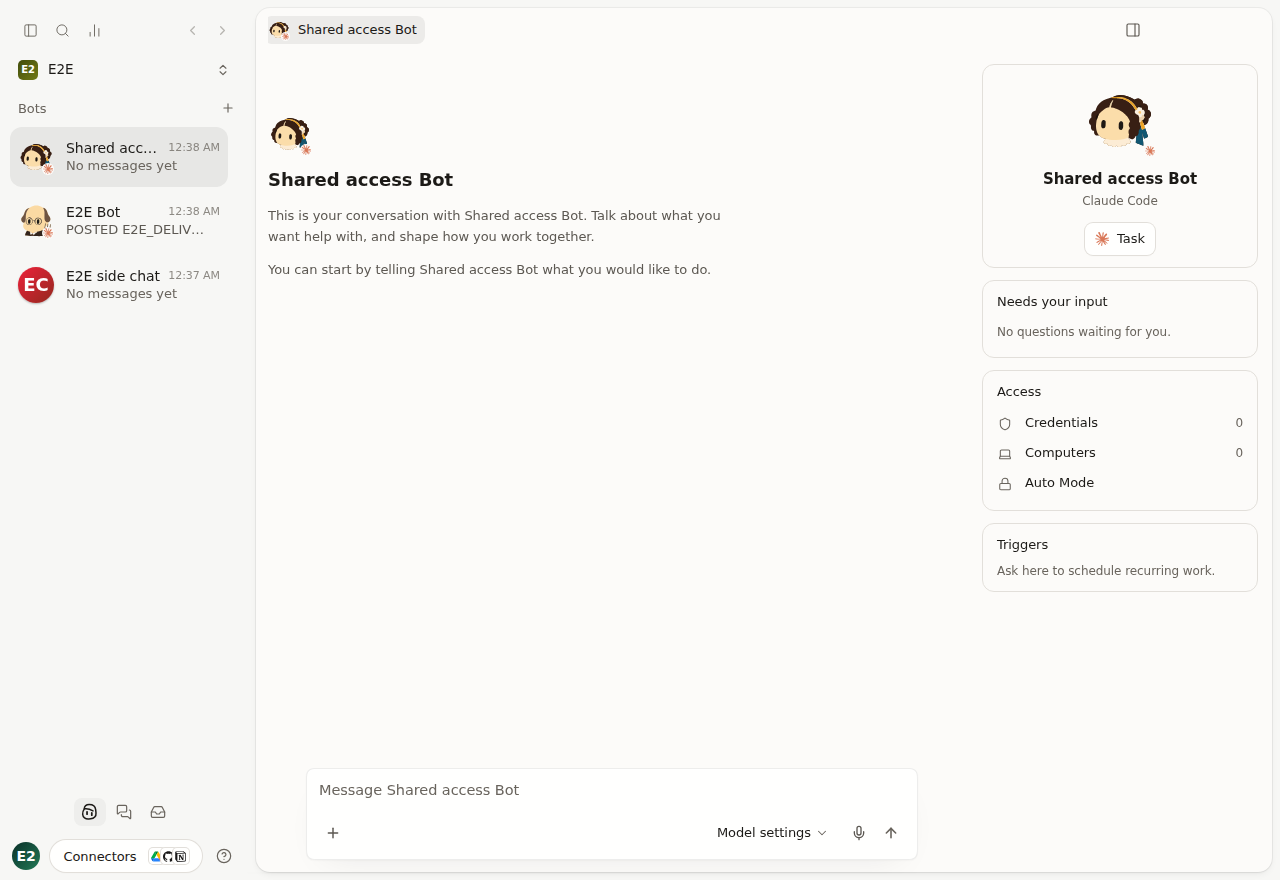 E2 E2E
Bots
Shared acc... 12:38 AM
No messages yet
E2E Bot 12:38 AM
POSTED E2E_DELIV...
EC
E2E side chat 12:37 AM
No messages yet
E2 Connectors
Shared access Bot
Shared access Bot
This is your conversation with Shared access Bot. Talk about what you
want help with, and shape how you work together.
You can start by telling Shared access Bot what you would like to do.
Message Shared access Bot
Model settings
Shared access Bot
Claude Code
Task
Needs your input
No questions waiting for you.
Access
Credentials 0
Computers 0
Auto Mode
Triggers
Ask here to schedule recurring work.